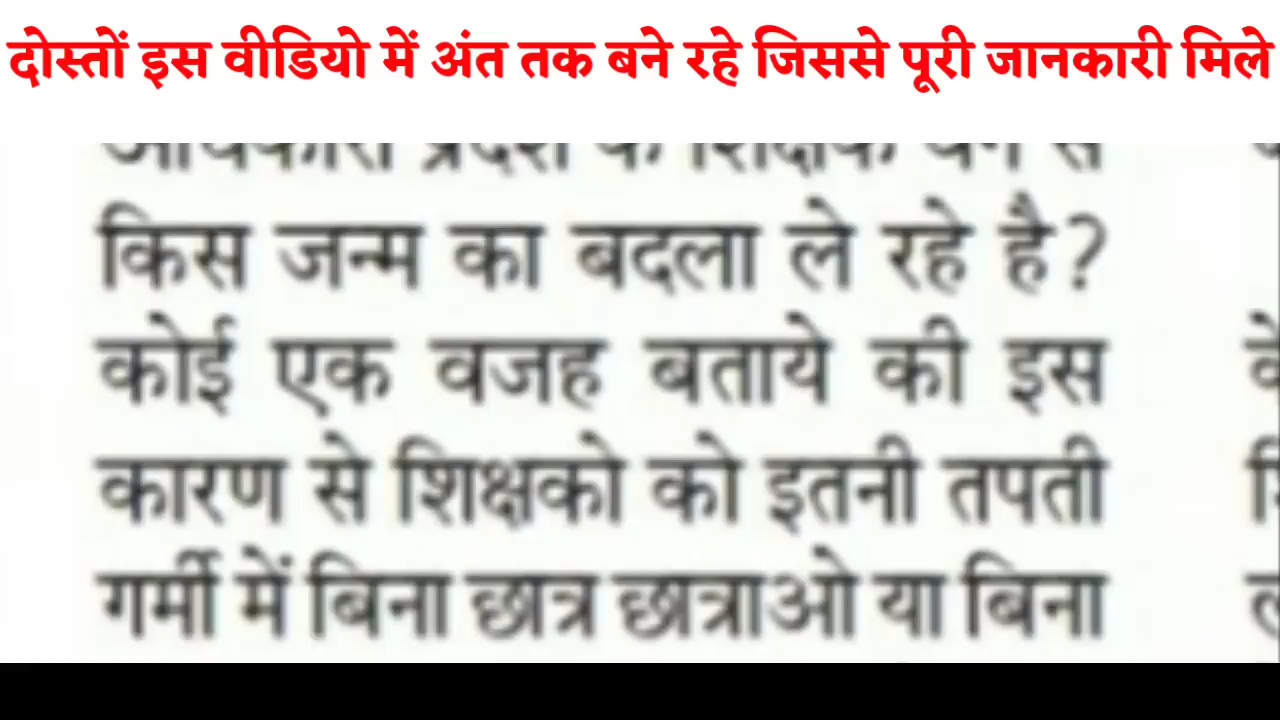 दोस्तों इस वीडियो में अंत तक बने रहे जिससे पूरी जानकारी मिले
किस जन्म का बदला ले रहे है?
कोई एक वजह बताये की इस
कारण से शिक्षको को इतनी तपती
गर्मी में बिना छात्र छात्राओ या बिना